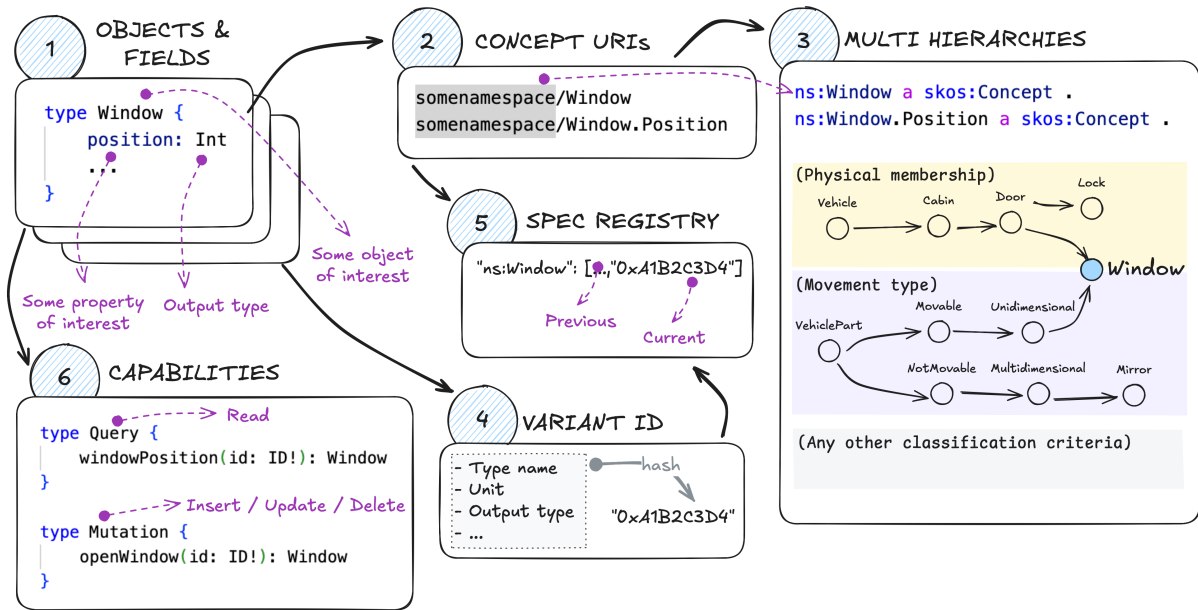 1
OBJECTS &
FIELDS
type Window {
position: Int
...
}
Some property
of interest
Output type
Some object
of interest
2
CONCEPT URIs
somenamespace/Window
somenamespace/Window.Position
3
MULTI HIERARCHIES
ns:Window a skos:Concept .
ns:Window.Position a skos:Concept .
(Physical membership)
Vehicle
Cabin
Door
Lock
Window
(Movement type)
VehiclePart
Movable
Unidimensional
NotMovable
Multidimensional
Mirror
(Any other classification criteria)
4
VARIANT ID
- Type name
- Unit
- Output type
- ...
hash
"0xA1B2C3D4"
5
SPEC REGISTRY
"ns:Window": [...,"0xA1B2C3D4"]
Previous
Current
6
CAPABILITIES
Read
type Query {
windowPosition(id: ID!): Window
}
Insert / Update / Delete
type Mutation {
openWindow(id: ID!): Window
}